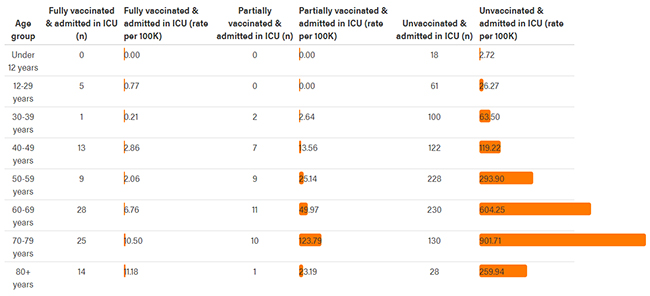 Age group | Fully vaccinated & admitted in ICU (n) | Fully vaccinated & admitted in ICU (rate per 100K) | Partially vaccinated & admitted in ICU (n) | Partially vaccinated & admitted in ICU (rate per 100K) | Unvaccinated & admitted in ICU (n) | Unvaccinated & admitted in ICU (rate per 100K)
Under 12 years | 0 | 0.00 | 0 | 0.00 | 18 | 2.72
12-29 years | 5 | 0.77 | 0 | 0.00 | 61 | 26.27
30-39 years | 1 | 0.21 | 2 | 2.64 | 100 | 63.50
40-49 years | 13 | 2.86 | 7 | 13.56 | 122 | 119.22
50-59 years | 9 | 2.06 | 9 | 25.14 | 228 | 293.90
60-69 years | 28 | 6.76 | 11 | 49.97 | 230 | 604.25
70-79 years | 25 | 10.50 | 10 | 123.79 | 130 | 901.71
80+ years | 14 | 11.18 | 1 | 23.19 | 28 | 259.94